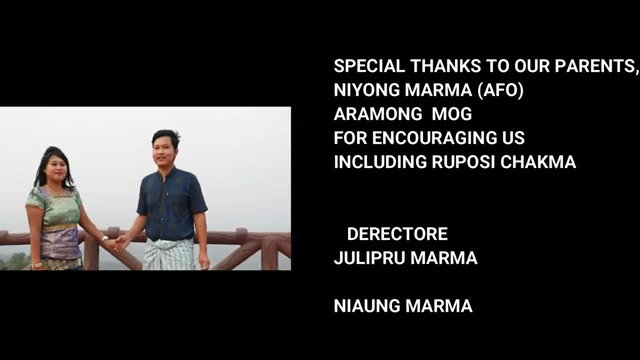 SPECIAL THANKS TO OUR PARENTS,
NIYONG MARMA (AFO)
ARAMONG  MOG
FOR ENCOURAGING US
INCLUDING RUPOSI CHAKMA
DERECTORE
JULIPRU MARMA
NIAUNG MARMA